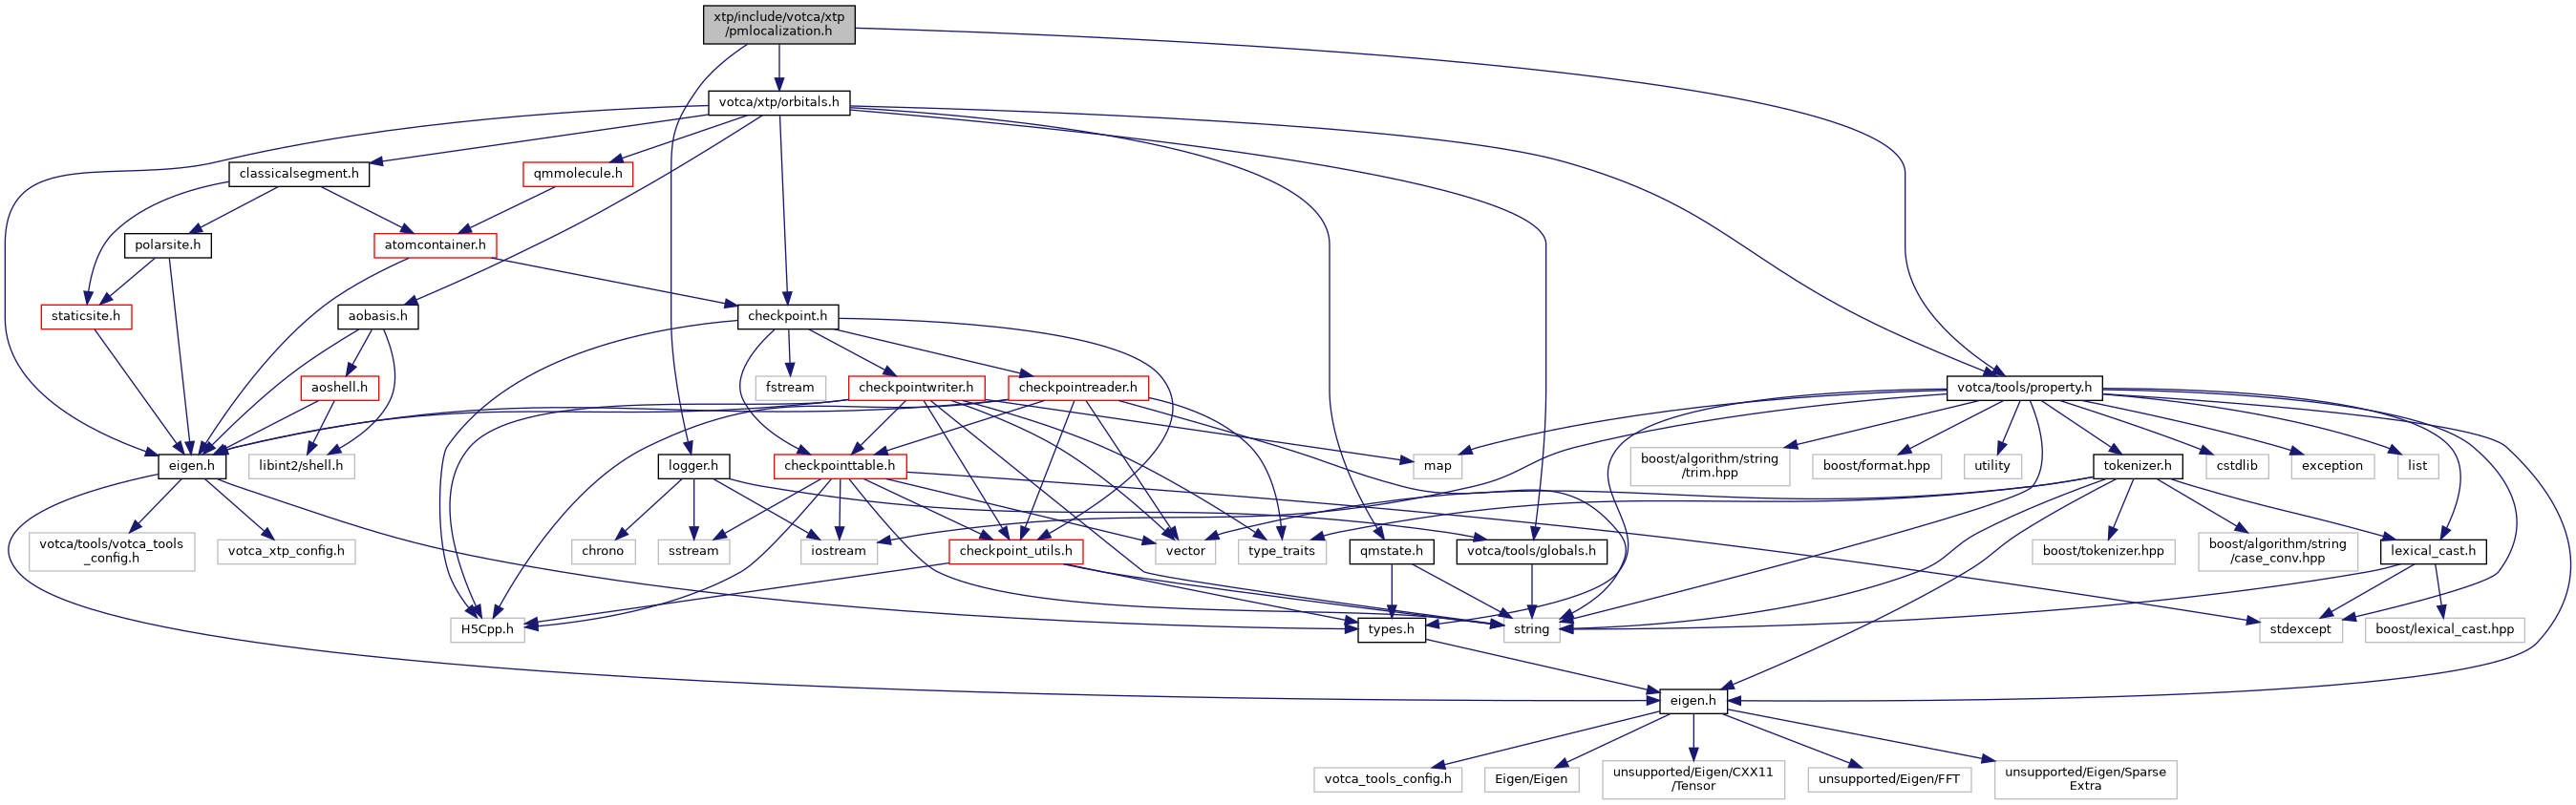 xtp/include/votca/xtp
/pmlocalization.h
votca/xtp/orbitals.h
classicalsegment.h
qmmolecule.h
polarsite.h
atomcontainer.h
staticsite.h
aobasis.h
checkpoint.h
aoshell.h
fstream
checkpointwriter.h
checkpointreader.h
votca/tools/property.h
eigen.h
libint2/shell.h
logger.h
checkpointtable.h
map
boost/algorithm/string
/trim.hpp
boost/format.hpp
utility
tokenizer.h
cstdlib
exception
list
votca/tools/votca_tools
_config.h
votca_xtp_config.h
chrono
sstream
iostream
checkpoint_utils.h
vector
type_traits
qmstate.h
votca/tools/globals.h
boost/tokenizer.hpp
boost/algorithm/string
/case_conv.hpp
lexical_cast.h
H5Cpp.h
types.h
string
stdexcept
boost/lexical_cast.hpp
eigen.h
votca_tools_config.h
Eigen/Eigen
unsupported/Eigen/CXX11
/Tensor
unsupported/Eigen/FFT
unsupported/Eigen/Sparse
Extra